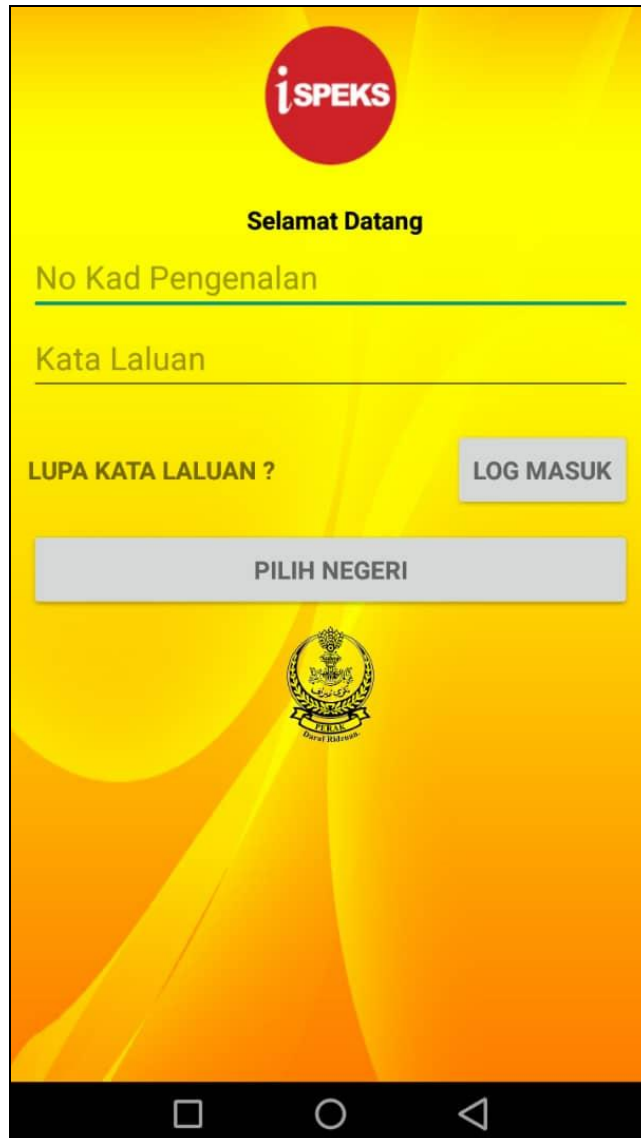 iSPEKS
Selamat Datang
No Kad Pengenalan
Kata Laluan
LUPA KATA LALUAN ?
LOG MASUK
PILIH NEGERI
PERAK
Darul Ridzuan.